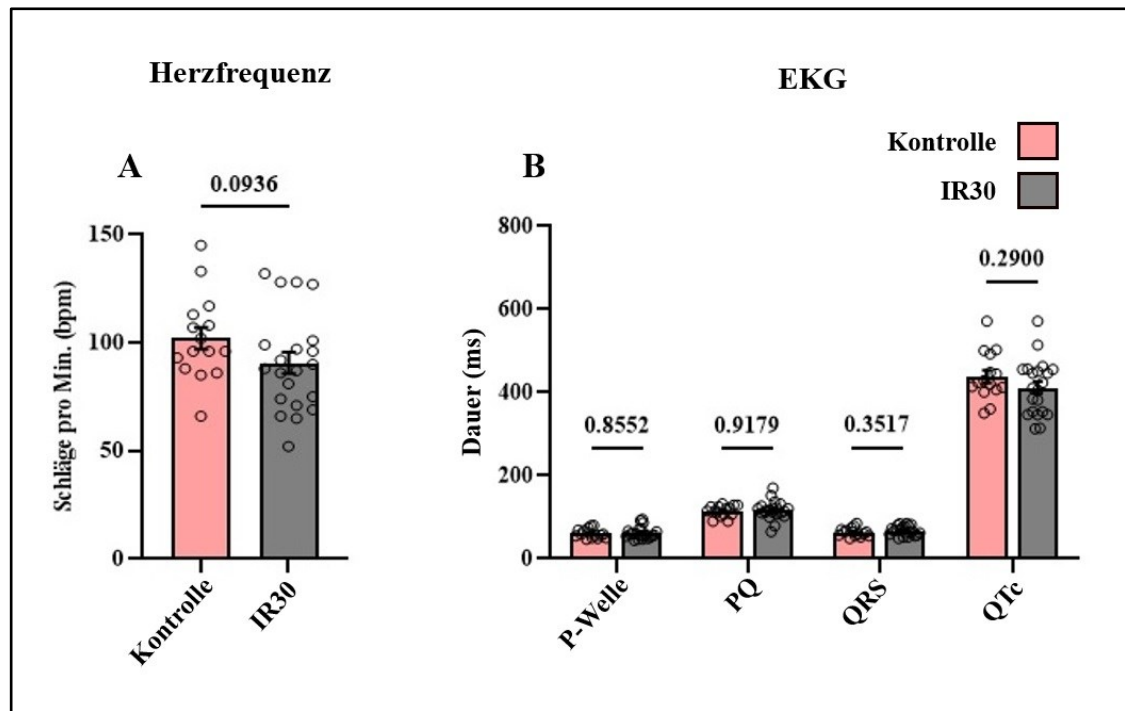 Herzfrequenz
EKG
Kontrolle
IR30
A
0.0936
Schläge pro Min. (bpm)
150
100
50
0
Kontrolle
IR30
B
Dauer (ms)
800
600
400
200
0
0.8552
0.9179
0.3517
0.2900
P-Welle
PQ
QRS
QTc